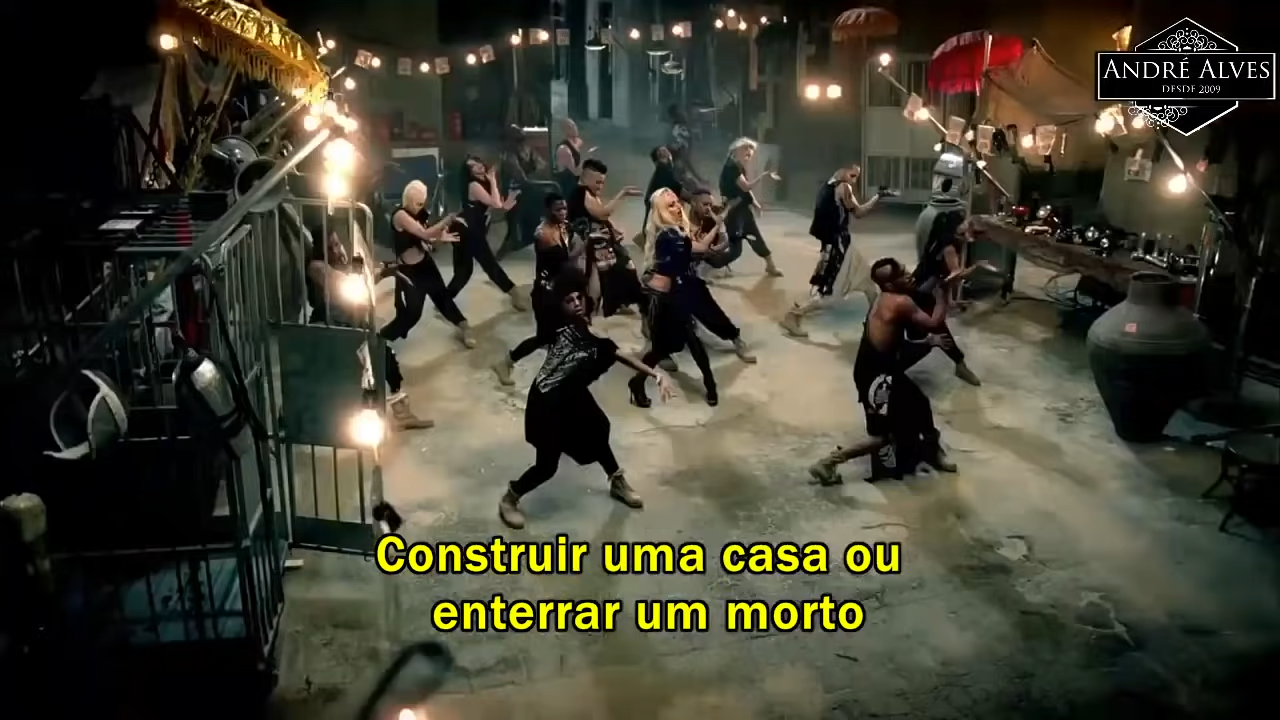 ANDRÉ ALVES
DESDE 2009
Construir uma casa ou
enterrar um morto